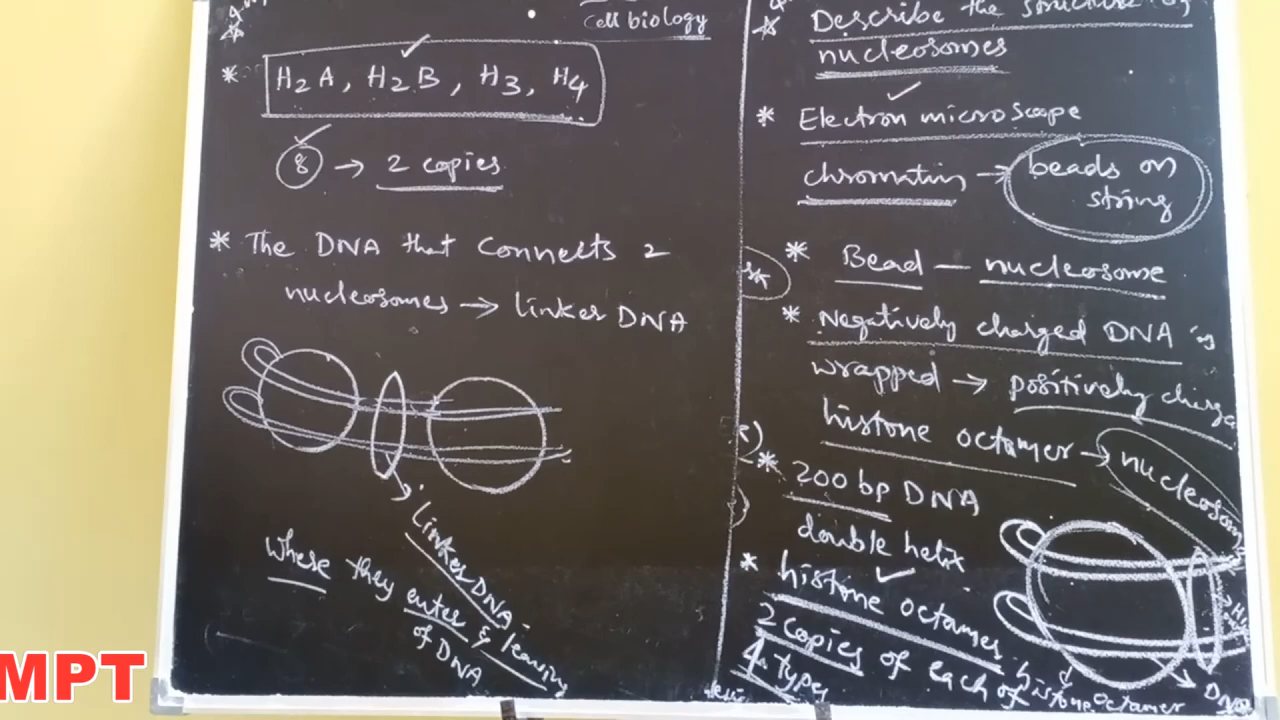 Cell biology
* H2A, H2B, H3, H4
8 → 2 copies
* The DNA that connects 2
nucleosomes → linker DNA
Linker DNA -
where they enter & leaving
of DNA
* Describe the structure of
nucleosomes
* Electron microscope
chromatin → beads on
string
* Bead – nucleosome
* Negatively charged DNA is
wrapped → positively charge
histone octamer → nucleosom
* 200 bp DNA
double helix
* histone octames
2 copies of each of
4 types
histone octamer
DNA
MPT